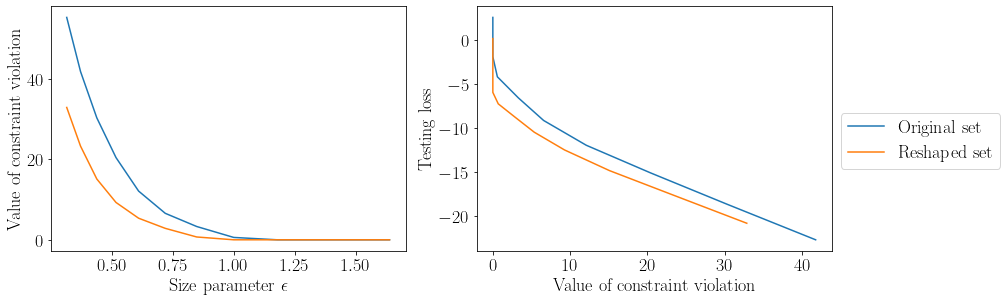 Value of constraint violation
40
20
0
0.50 0.75 1.00 1.25 1.50
Size parameter ϵ
Testing loss
0
−5
−10
−15
−20
0 10 20 30 40
Value of constraint violation
Original set
Reshaped set